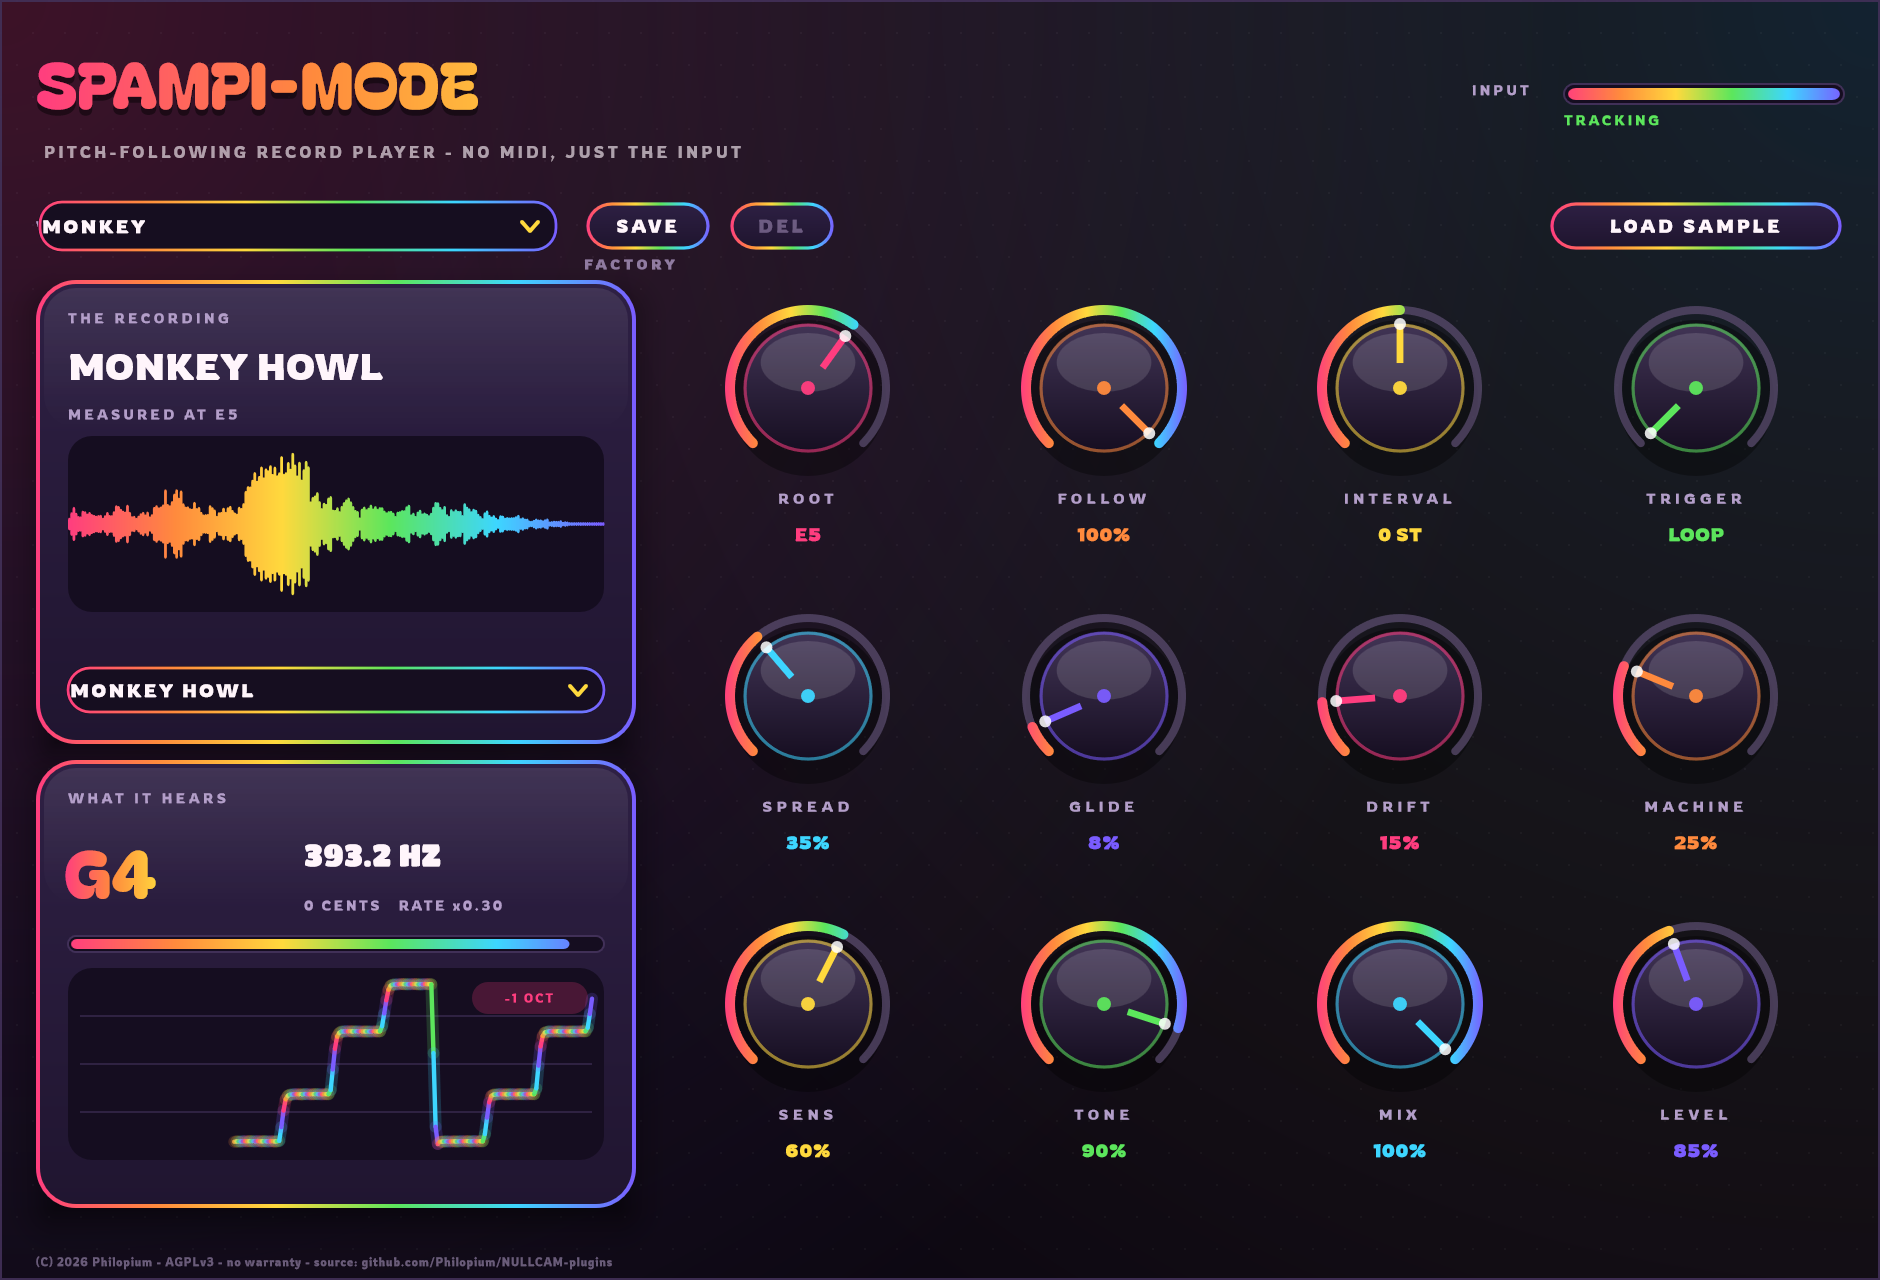 SPAMPI-MODE
INPUT
TRACKING
PITCH-FOLLOWING RECORD PLAYER - NO MIDI, JUST THE INPUT
MONKEY
SAVE
DEL
LOAD SAMPLE
FACTORY
THE RECORDING
MONKEY HOWL
MEASURED AT E5
MONKEY HOWL
WHAT IT HEARS
G4
393.2 HZ
0 CENTS RATE x0.30
-1 OCT
ROOT
E5
FOLLOW
100%
INTERVAL
0 ST
TRIGGER
LOOP
SPREAD
35%
GLIDE
8%
DRIFT
15%
MACHINE
25%
SENS
60%
TONE
90%
MIX
100%
LEVEL
85%
(C) 2026 Philopium - AGPLv3 - no warranty - source: github.com/Philopium/NULLCAM-plugins